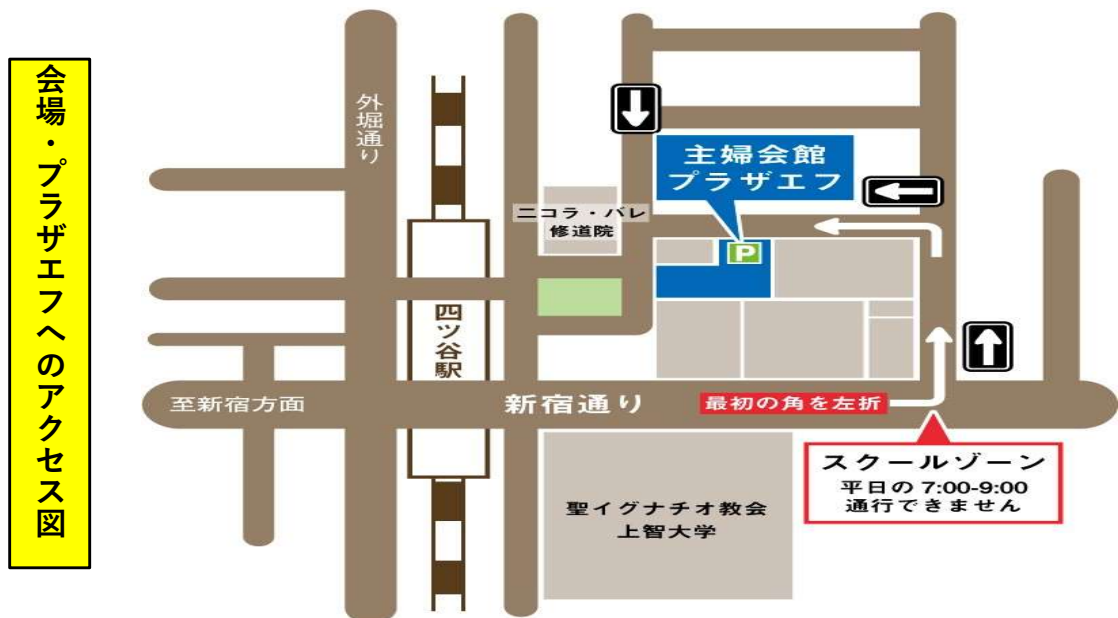 会場・プラザエフへのアクセス図
外堀通り
主婦会館
プラザエフ
ニコラ・バレ
修道院
P
四ツ谷駅
至新宿方面
新宿通り
最初の角を左折
スクールゾーン
平日の 7:00-9:00
通行できません
聖イグナチオ教会
上智大学